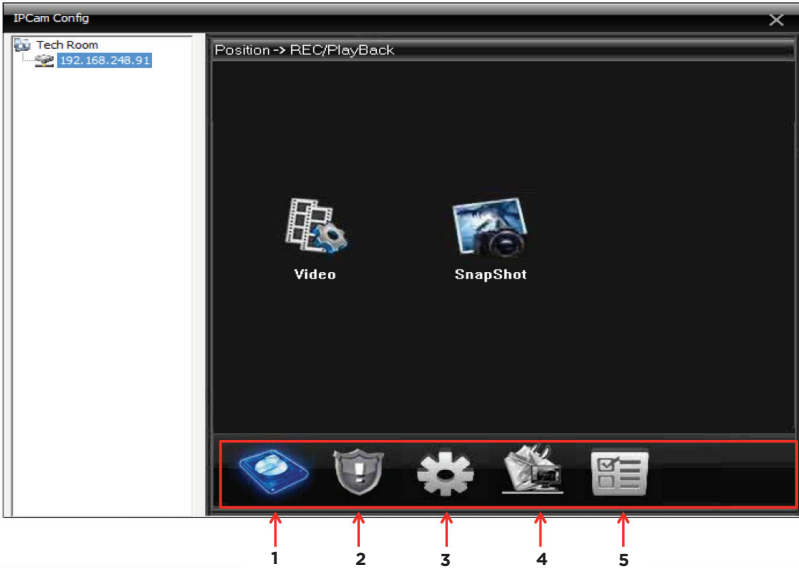 IPCam Config
Tech Room
192.168.248.91
Position -> REC/PlayBack
Video
SnapShot
1 2 3 4 5